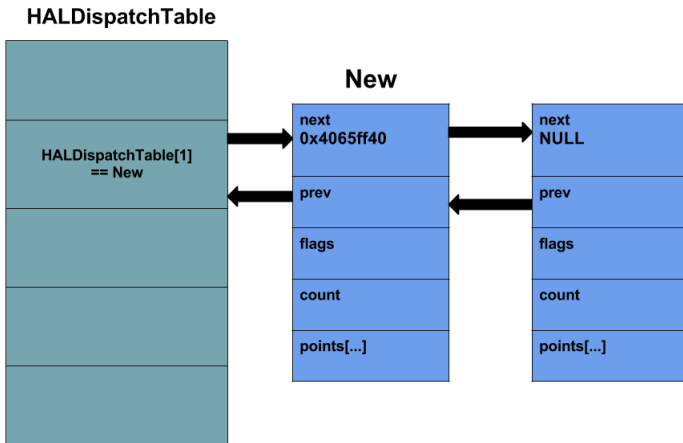 HALDispatchTable
HALDispatchTable[1]
== New
New
next
0x4065ff40
prev
flags
count
points[...]
next
NULL
prev
flags
count
points[...]